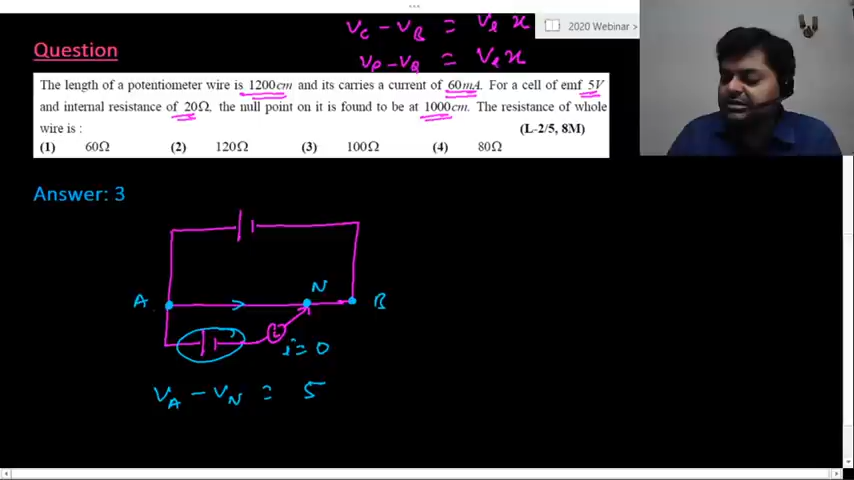 V_C - V_B = V_l x
2020 Webinar >
Question
V_P - V_Q = V_l x
The length of a potentiometer wire is 1200cm and its carries a current of 60mA. For a cell of emf 5V
and internal resistance of 20Ω, the null point on it is found to be at 1000cm. The resistance of whole
wire is :
(L-2/5, 8M)
(1) 60Ω (2) 120Ω (3) 100Ω (4) 80Ω
Answer: 3
A
N
B
i = 0
V_A - V_N = 5